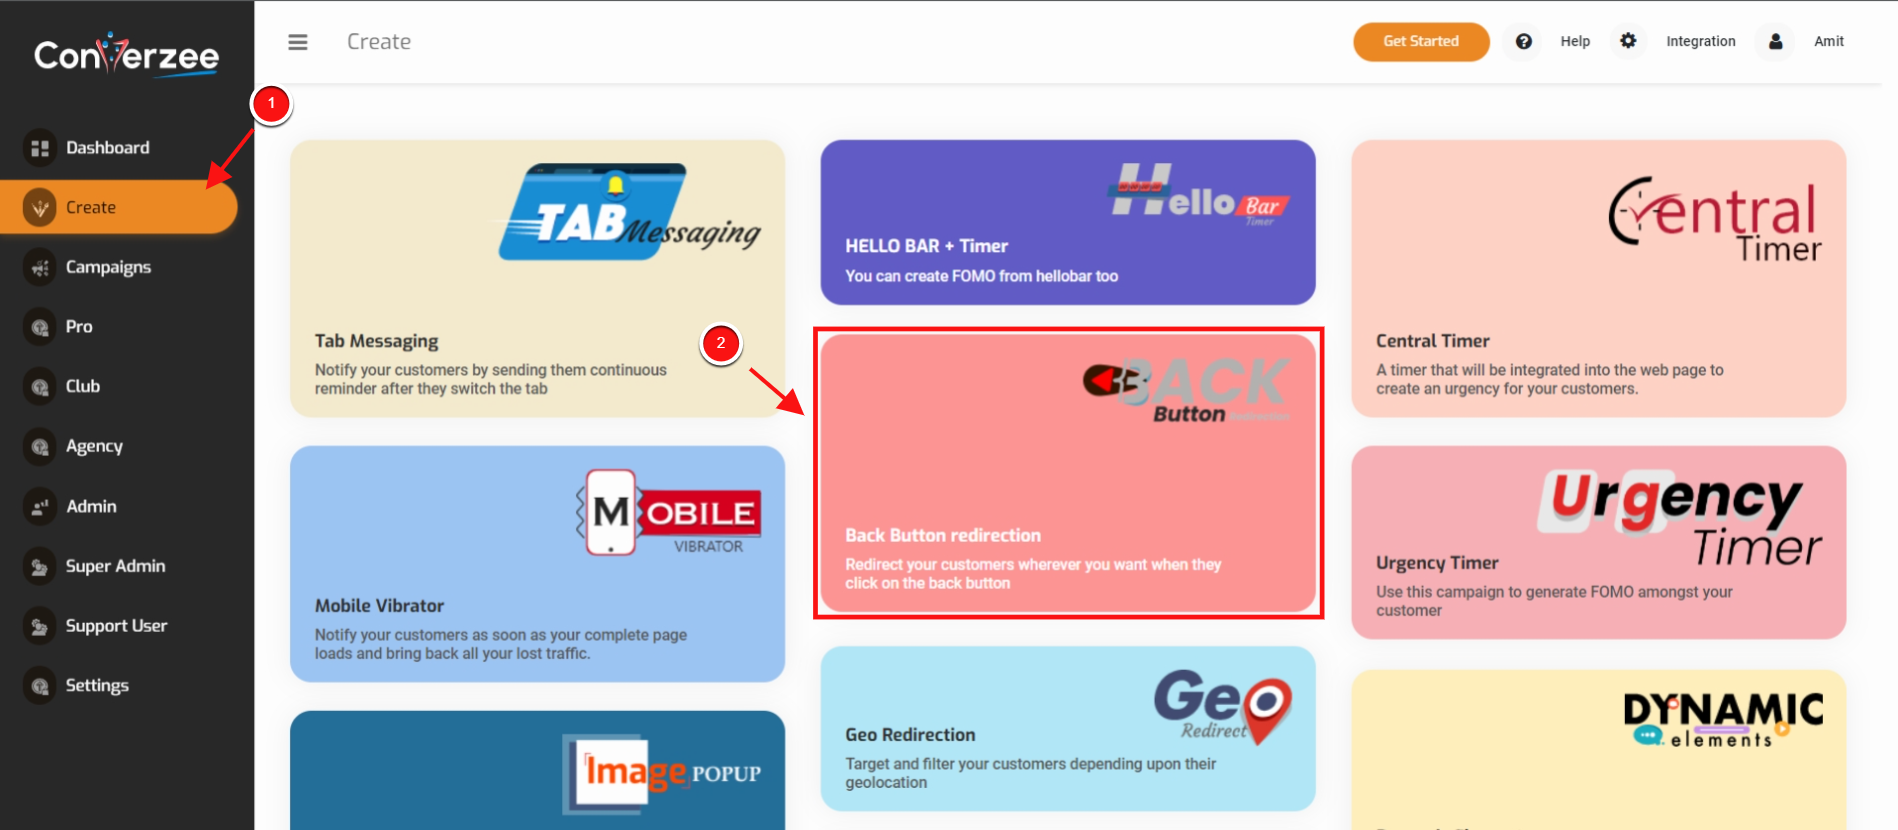 Converzee
Create
Get Started
Help
Integration
Amit
1
Dashboard
Create
Campaigns
Pro
Club
Agency
Admin
Super Admin
Support User
Settings
TAB Messaging
Tab Messaging
Notify your customers by sending them continuous
reminder after they switch the tab
Hello Bar
Timer
HELLO BAR + Timer
You can create FOMO from hellobar too
Central
Timer
Central Timer
A timer that will be integrated into the web page to
create an urgency for your customers.
2
BACK
Button
Back Button redirection
Redirect your customers wherever you want when they
click on the back button
MOBILE
VIBRATOR
Mobile Vibrator
Notify your customers as soon as your complete page
loads and bring back all your lost traffic.
Urgency
Timer
Urgency Timer
Use this campaign to generate FOMO amongst your
customer
Geo
Redirect
Geo Redirection
Target and filter your customers depending upon their
geolocation
Image POPUP
DYNAMIC
elements